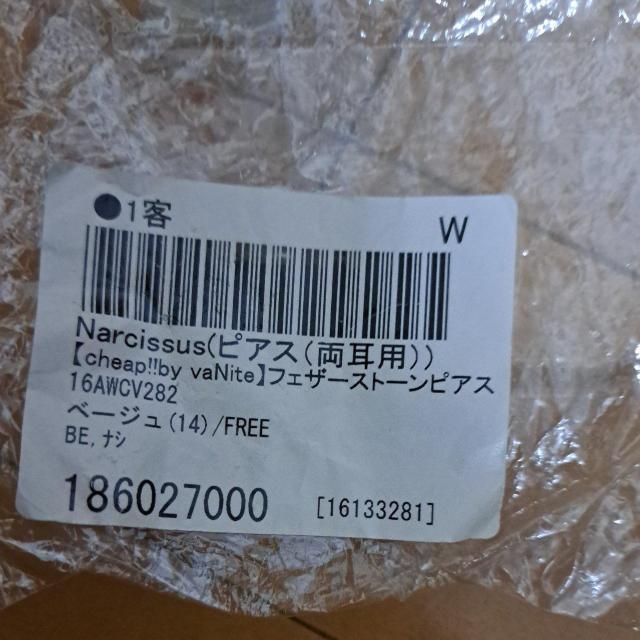 ●1客
W
Narcissus(ピアス(両耳用))
【cheap!!by vaNite】フェザーストーンピアス
16AWCV282
ベージュ(14)/FREE
BE,ナシ
186027000
[16133281]